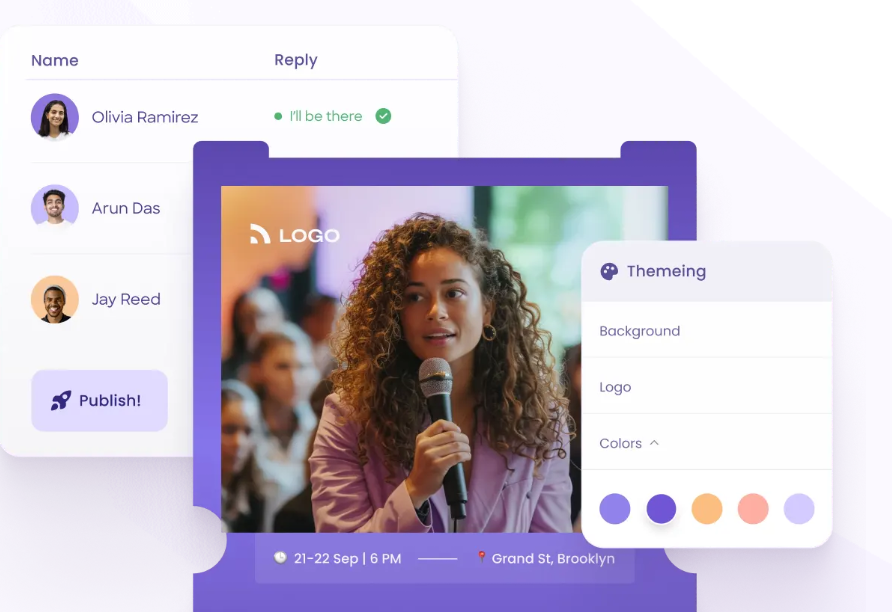 Name
Reply
Olivia Ramirez
I'll be there
Arun Das
Jay Reed
Publish!
LOGO
21-22 Sep | 6 PM
Grand St, Brooklyn
Themeing
Background
Logo
Colors